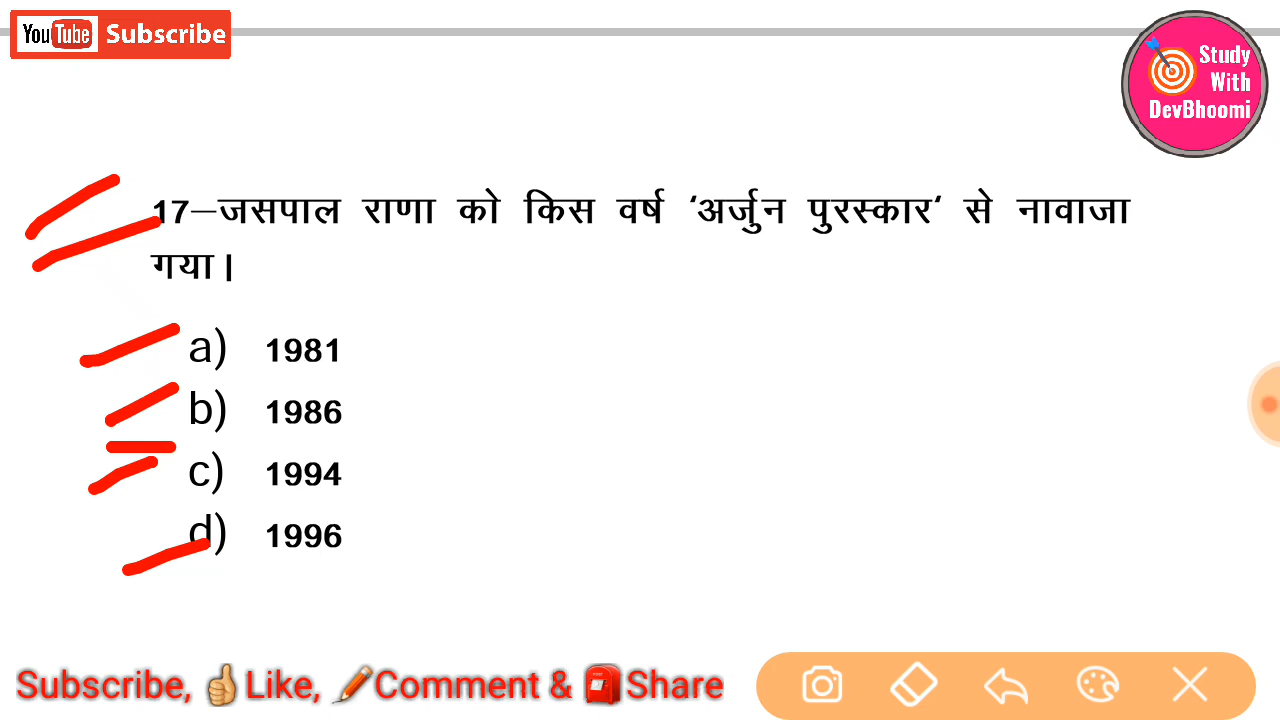 YouTube Subscribe
Study
With
DevBhoomi
17–जसपाल राणा को किस वर्ष ‘अर्जुन पुरस्कार‘ से नावाजा
गया।
a) 1981
b) 1986
c) 1994
d) 1996
Subscribe, Like, Comment & Share